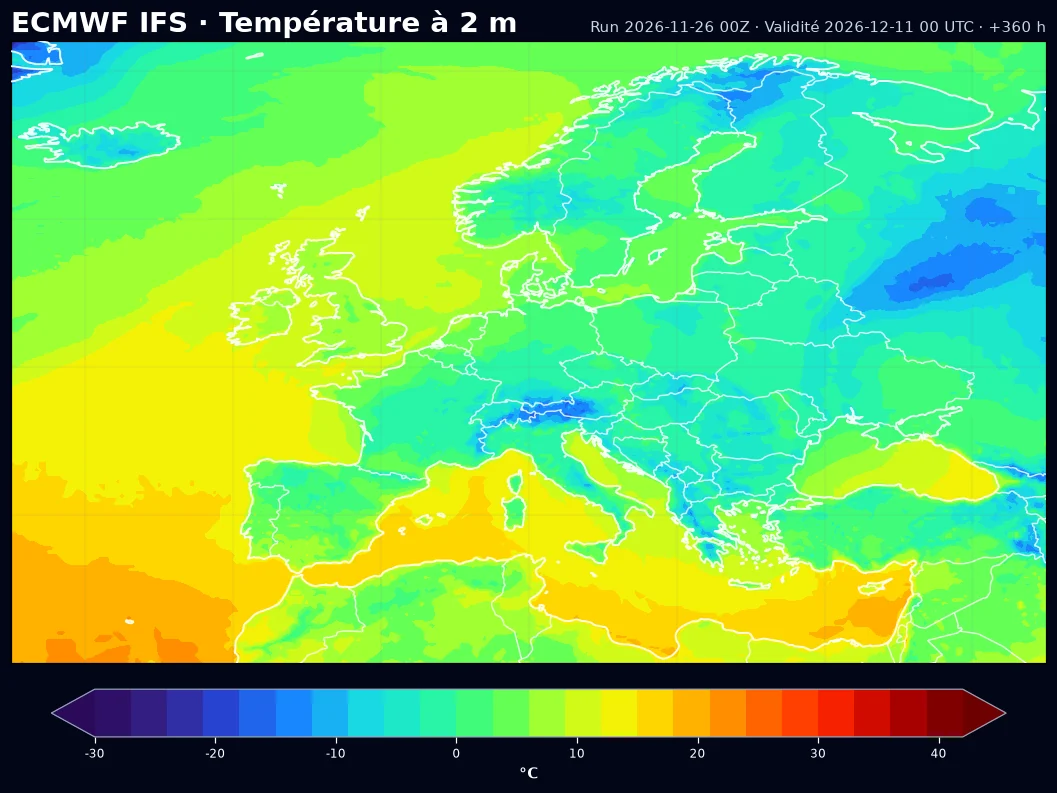 ECMWF IFS · Température à 2 m
Run 2026-11-26 00Z · Validité 2026-12-11 00 UTC · +360 h
-30 -20 -10 0 10 20 30 40
°C